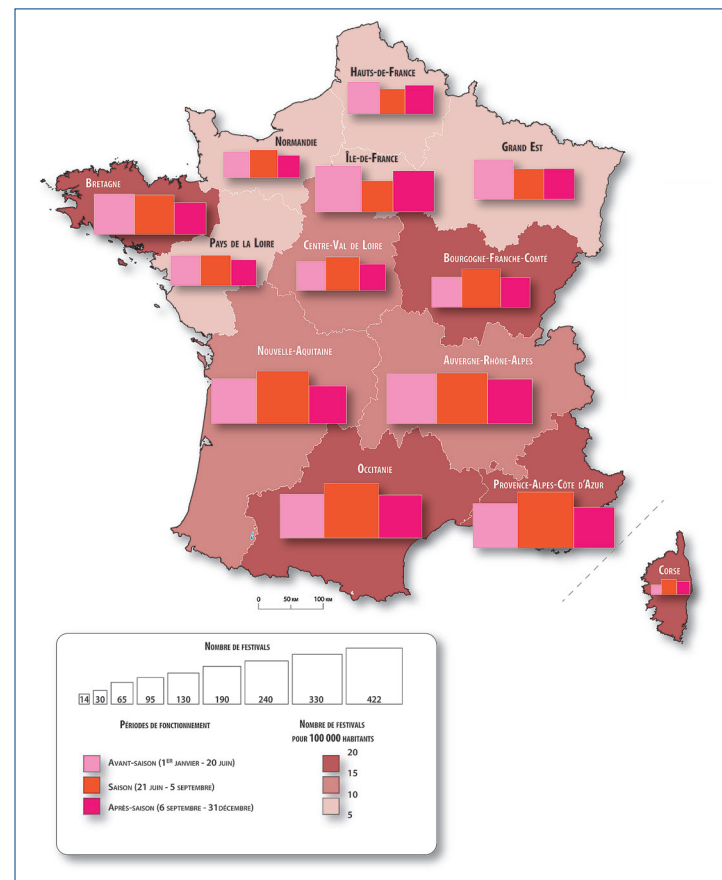 Hauts-de-France
Normandie
Île-de-France
Grand Est
Bretagne
Pays de la Loire
Centre-Val de Loire
Bourgogne-Franche-Comté
Nouvelle-Aquitaine
Auvergne-Rhône-Alpes
Occitanie
Provence-Alpes-Côte d'Azur
Corse
0 50 km 100 km
Nombre de festivals
14 30 65 95 130 190 240 330 422
Périodes de fonctionnement
Avant-saison (1er janvier - 20 juin)
Saison (21 juin - 5 septembre)
Après-saison (6 septembre - 31décembre)
Nombre de festivals
pour 100 000 habitants
20
15
10
5